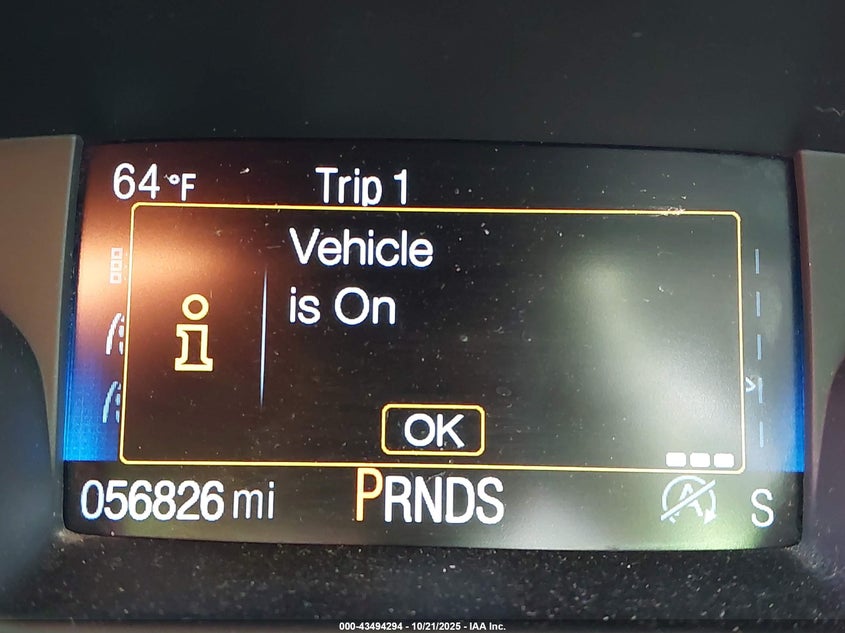 64°F Trip 1
Vehicle
is On
OK
056826 mi PRNDS S
000-43494294 - 10/21/2025 - IAA Inc.